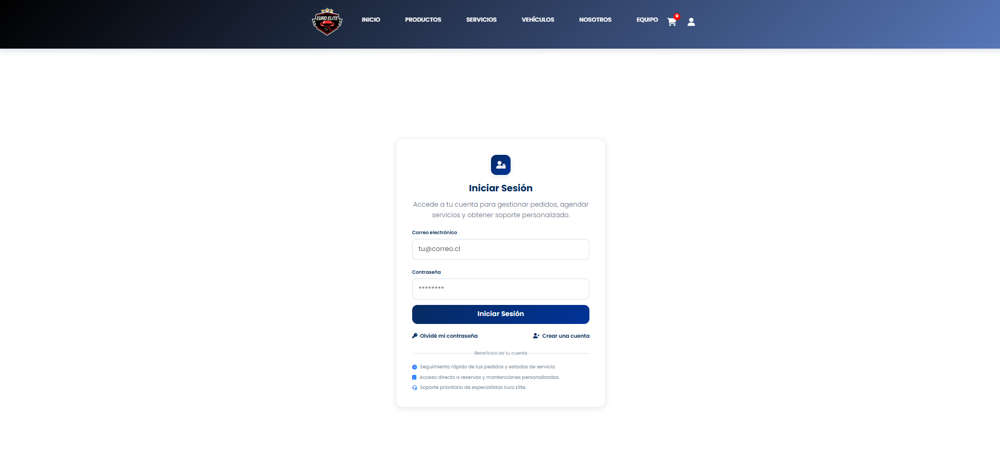 EURO ELITE
INICIO PRODUCTOS SERVICIOS VEHÍCULOS NOSOTROS EQUIPO 0
Iniciar Sesión
Accede a tu cuenta para gestionar pedidos, agendar
servicios y obtener soporte personalizado.
Correo electrónico
tu@correo.cl
Contraseña
********
Iniciar Sesión
Olvidé mi contraseña Crear una cuenta
Beneficios de tu cuenta
Seguimiento rápido de tus pedidos y estados de servicio.
Acceso directo a reservas y mantenciones personalizadas.
Soporte prioritario de especialistas Euro Elite.